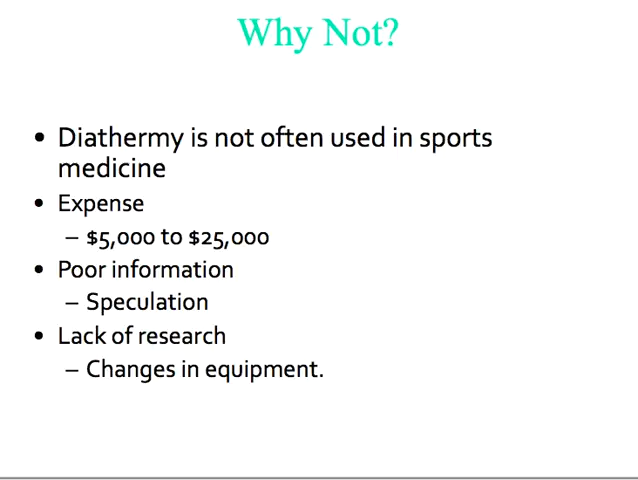 Why Not?
• Diathermy is not often used in sports
medicine
• Expense
– $5,000 to $25,000
• Poor information
– Speculation
• Lack of research
– Changes in equipment.